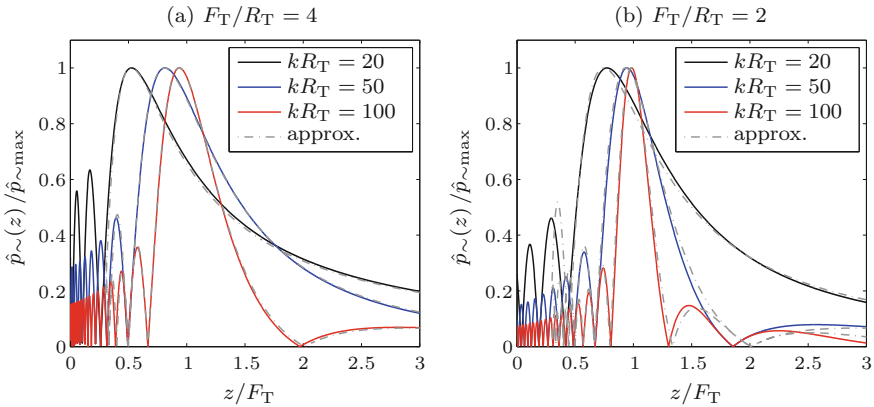 (a) F_T/R_T = 4
p̂~(z)/p̂~max
1
0.8
0.6
0.4
0.2
0
kR_T = 20
kR_T = 50
kR_T = 100
approx.
0 0.5 1 1.5 2 2.5 3
z/F_T
(b) F_T/R_T = 2
p̂~(z)/p̂~max
1
0.8
0.6
0.4
0.2
0
kR_T = 20
kR_T = 50
kR_T = 100
approx.
0 0.5 1 1.5 2 2.5 3
z/F_T